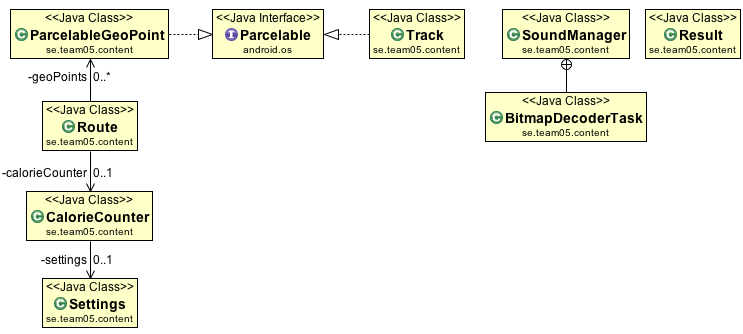 <<Java Class>>
C ParcelableGeoPoint
se.team05.content
<<Java Interface>>
I Parcelable
android.os
<<Java Class>>
C Track
se.team05.content
<<Java Class>>
C SoundManager
se.team05.content
<<Java Class>>
C Result
se.team05.content
-geoPoints 0..*
<<Java Class>>
C BitmapDecoderTask
se.team05.content
<<Java Class>>
C Route
se.team05.content
-calorieCounter 0..1
<<Java Class>>
C CalorieCounter
se.team05.content
-settings 0..1
<<Java Class>>
C Settings
se.team05.content